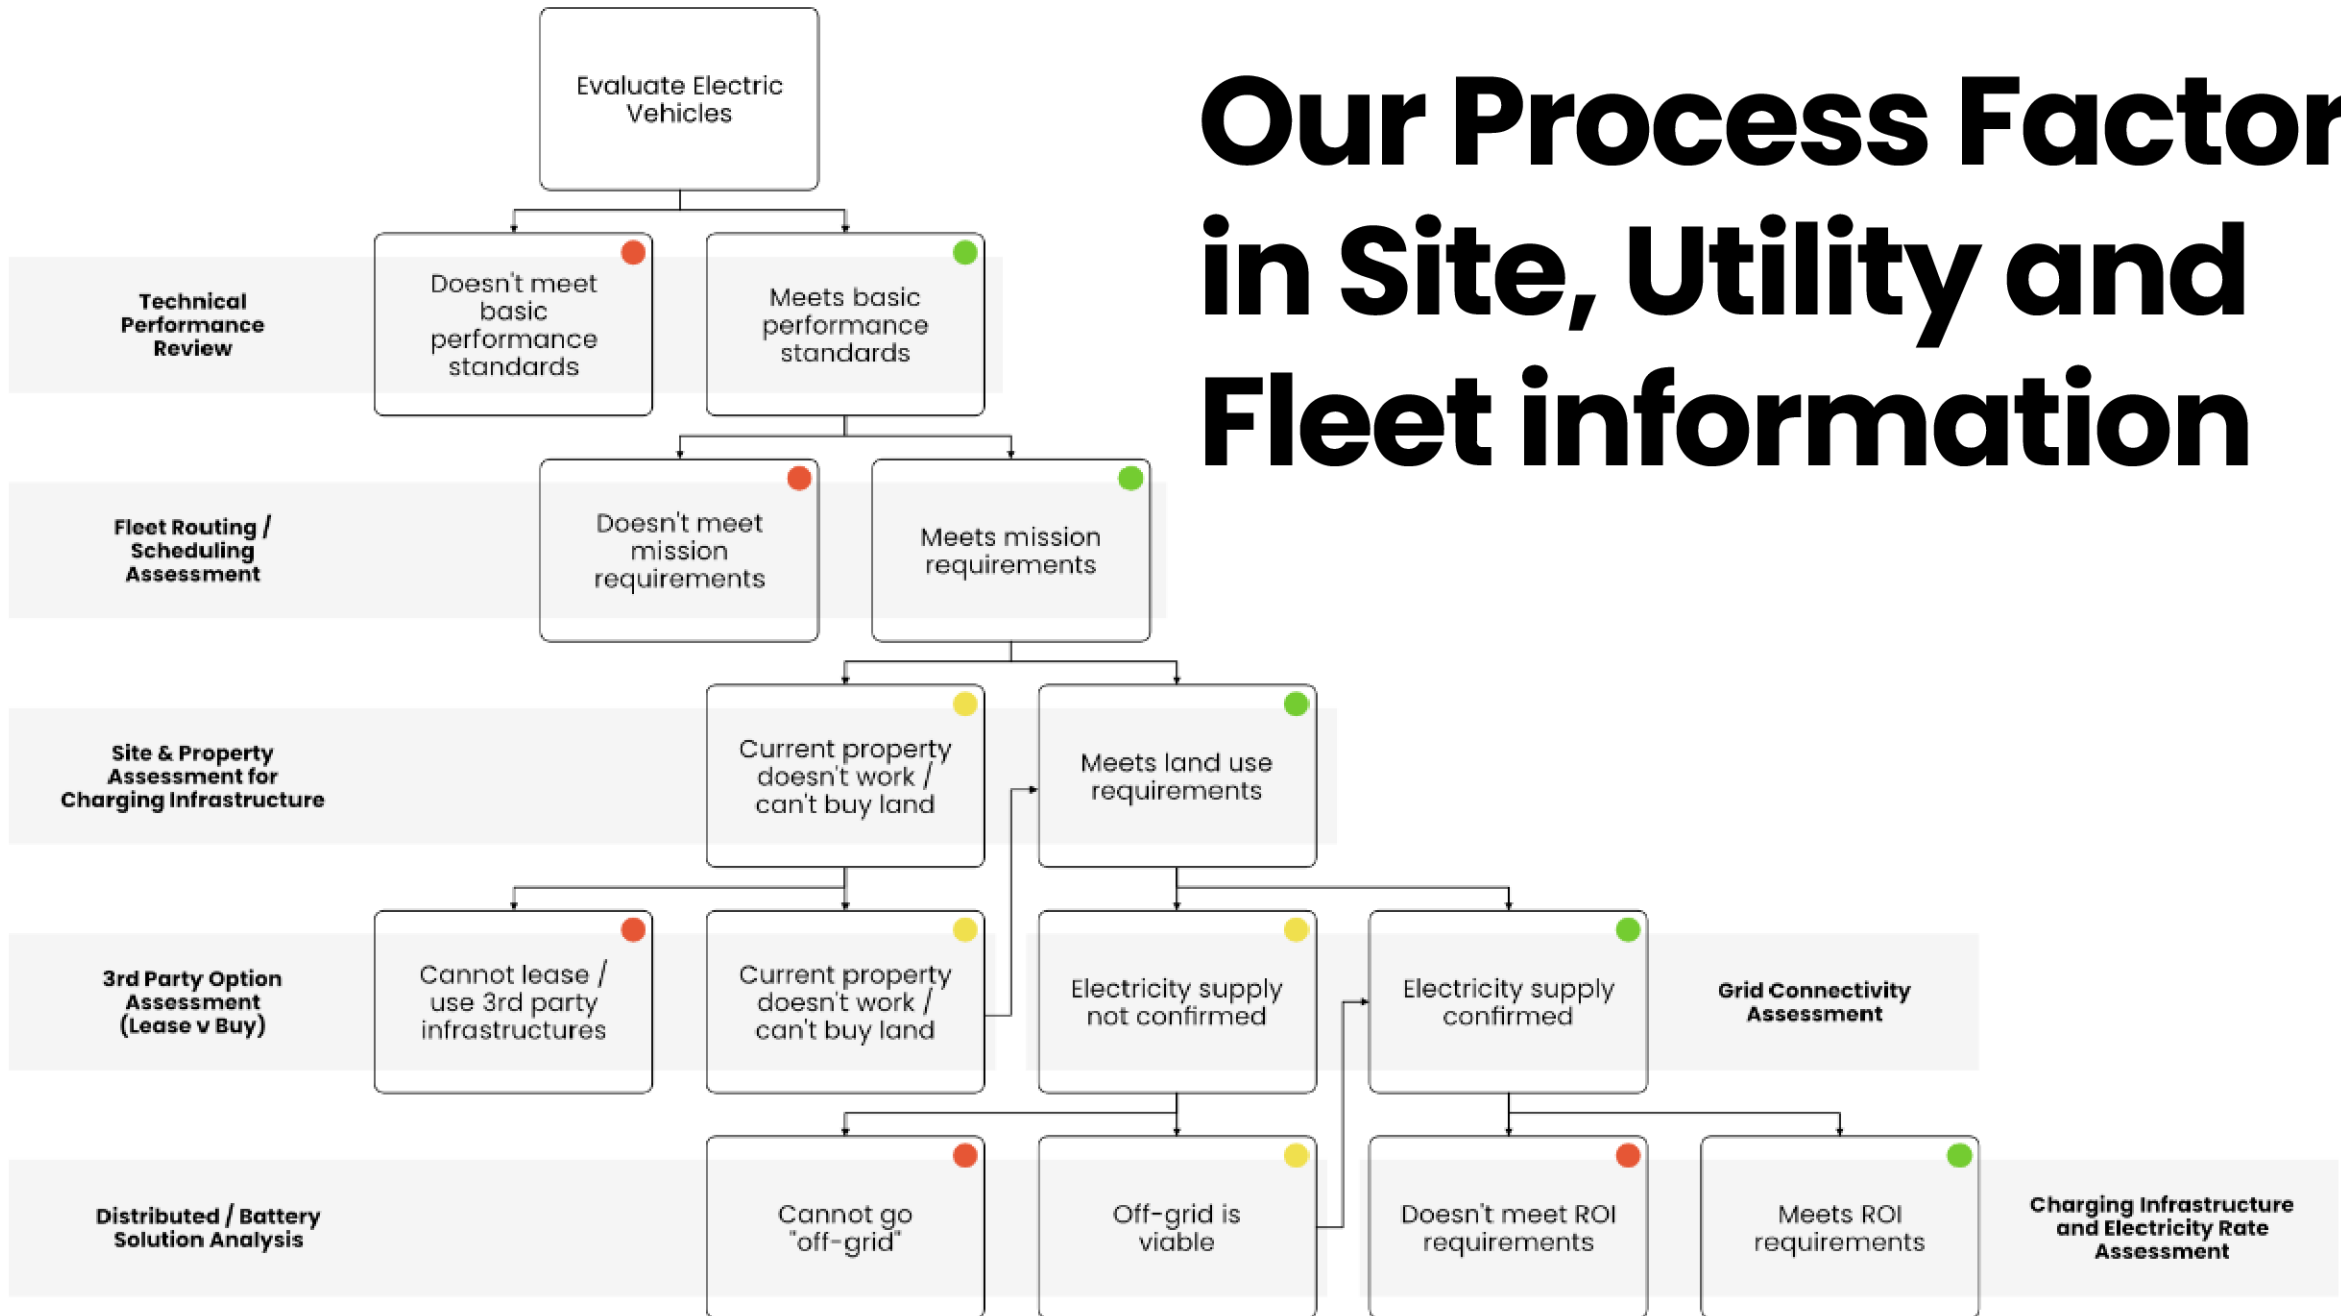 Evaluate Electric
Vehicles
Our Process Factor
in Site, Utility and
Fleet information
Technical
Performance
Review
Doesn't meet
basic
performance
standards
Meets basic
performance
standards
Fleet Routing /
Scheduling
Assessment
Doesn't meet
mission
requirements
Meets mission
requirements
Site & Property
Assessment for
Charging Infrastructure
Current property
doesn't work /
can't buy land
Meets land use
requirements
3rd Party Option
Assessment
(Lease v Buy)
Cannot lease /
use 3rd party
infrastructures
Current property
doesn't work /
can't buy land
Electricity supply
not confirmed
Electricity supply
confirmed
Grid Connectivity
Assessment
Distributed / Battery
Solution Analysis
Cannot go
"off-grid"
Off-grid is
viable
Doesn't meet ROI
requirements
Meets ROI
requirements
Charging Infrastructure
and Electricity Rate
Assessment